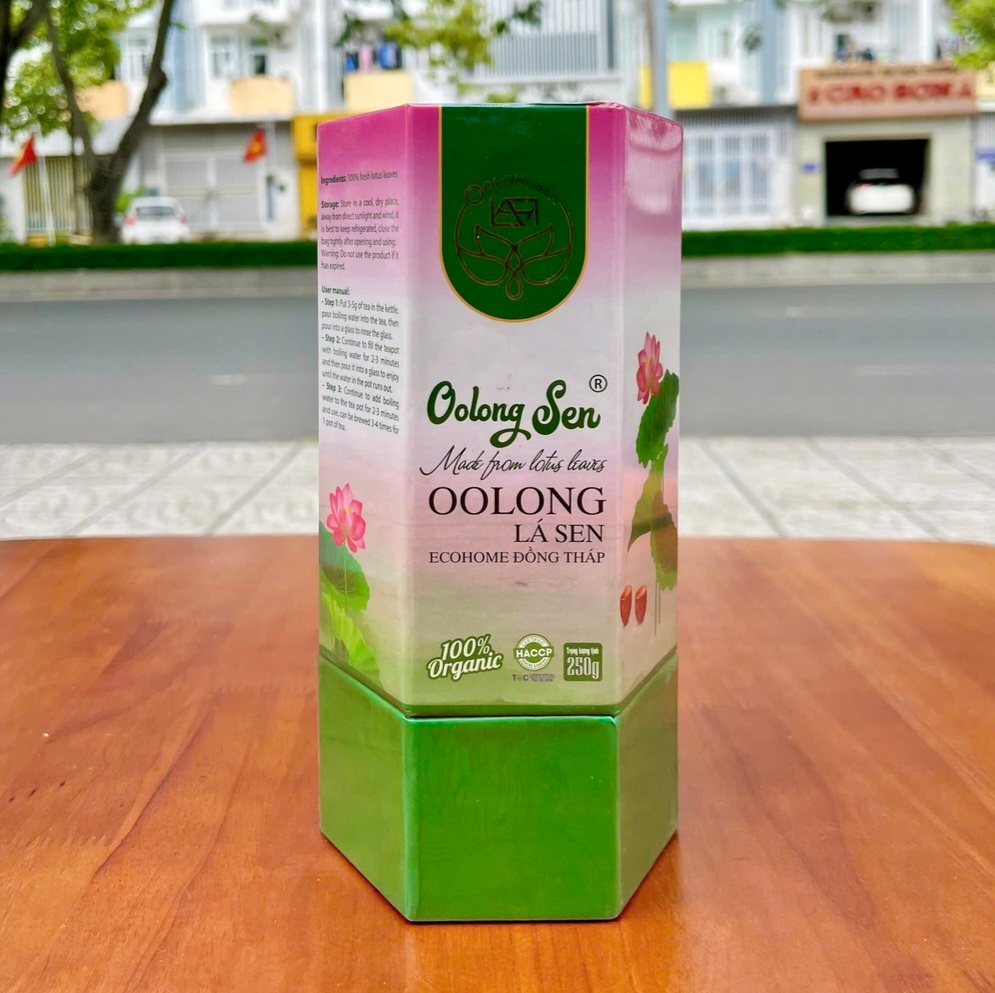 Ingredients: 100% fresh lotus leaves
Storage: Store in a cool, dry place,
away from direct sunlight and wind, it
is best to keep refrigerated, close the
bag tightly after opening and using.
Warning: Do not use the product if it
has expired.
User manual:
- Step 1: Put 3-5g of tea in the kettle,
pour boiling water into the tea, then
pour into a glass to rinse the glass.
- Step 2: Continue to fill the teapot
with boiling water for 2-3 minutes
and then pour it into a glass to enjoy
until the water in the pot runs out.
- Step 3: Continue to add boiling
water to the tea pot for 2-3 minutes
and use, can be brewed 3-4 times for
1 pot of tea.
OOLONGSEN
Oolong Sen ®
Made from lotus leaves
OOLONG
LÁ SEN
ECOHOME ĐỒNG THÁP
100%
Organic
HACCP
Trọng lượng tịnh
250g